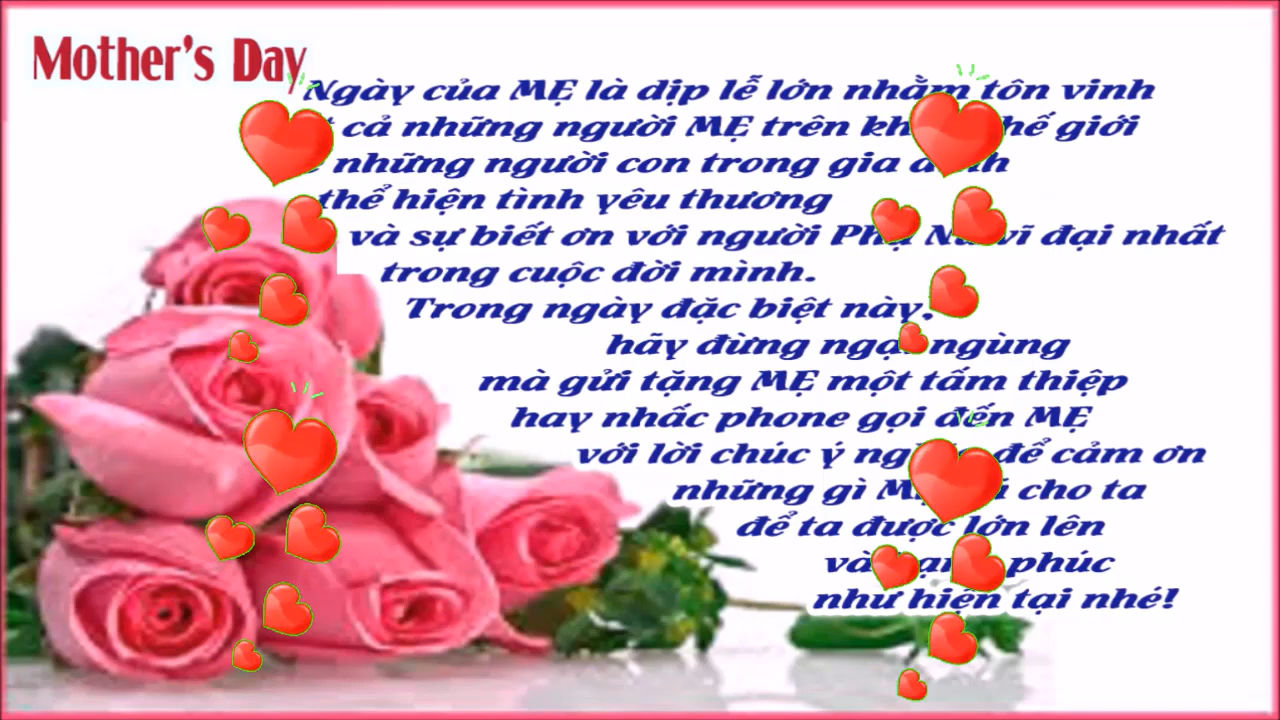 Mother's Day
Ngày của MẸ là dịp lễ lớn nhằm tôn vinh
cả những người MẸ trên giới
những người con trong gia
thể hiện tình yêu thương
và sự biết ơn với người vĩ đại nhất
trong cuộc đời mình.
Trong ngày đặc biệt này,
hãy đừng ngùng
mà gửi tặng MẸ một tấm thiệp
hay nhấc phone gọi đến MẸ
với lời chúc ý để cảm ơn
những gì cho ta
để ta được lớn lên
và phúc
như hiện tại nhé!